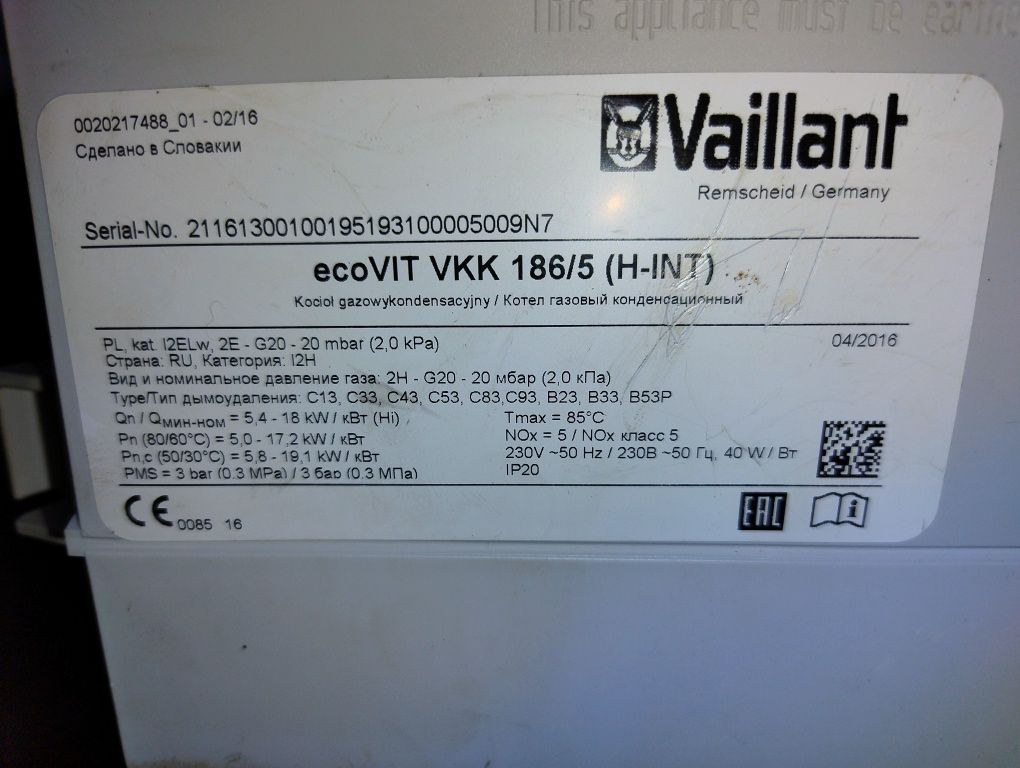 This appliance must be earthe
0020217488_01 - 02/16
Сделано в Словакии
Vaillant
Remscheid / Germany
Serial-No. 21161300100195193100005009N7
ecoVIT VKK 186/5 (H-INT)
Kocioł gazowykondensacyjny / Котел газовый конденсационный
PL, kat. I2ELw, 2E - G20 - 20 mbar (2,0 kPa)
04/2016
Страна: RU, Категория: I2H
Вид и номинальное давление газа: 2H - G20 - 20 мбар (2,0 кПа)
Type/Тип дымоудаления: C13, C33, C43, C53, C83,C93, B23, B33, B53P
Qn / Qмин-ном = 5,4 - 18 kW / кВт (Hi)
Tmax = 85°C
Pn (80/60°C) = 5,0 - 17,2 kW / кВт
NOx = 5 / NOx класс 5
Pn,c (50/30°C) = 5,8 - 19,1 kW / кВт
230V ~50 Hz / 230В ~50 Гц, 40 W / Вт
PMS = 3 bar (0.3 MPa) / 3 бар (0.3 МПа)
IP20
CE 0085 16
EAC